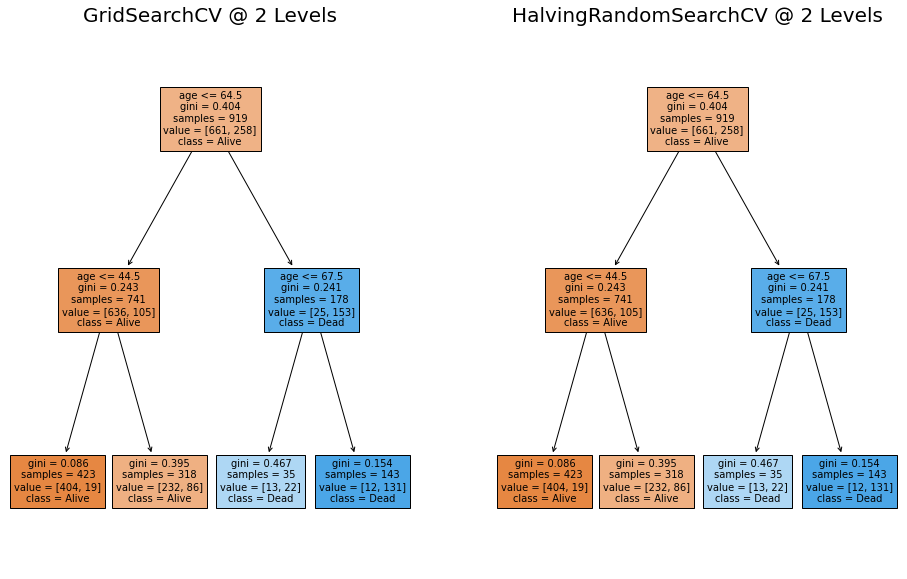 GridSearchCV @ 2 Levels
age <= 64.5
gini = 0.404
samples = 919
value = [661, 258]
class = Alive
age <= 44.5
gini = 0.243
samples = 741
value = [636, 105]
class = Alive
age <= 67.5
gini = 0.241
samples = 178
value = [25, 153]
class = Dead
gini = 0.086
samples = 423
value = [404, 19]
class = Alive
gini = 0.395
samples = 318
value = [232, 86]
class = Alive
gini = 0.467
samples = 35
value = [13, 22]
class = Dead
gini = 0.154
samples = 143
value = [12, 131]
class = Dead
HalvingRandomSearchCV @ 2 Levels
age <= 64.5
gini = 0.404
samples = 919
value = [661, 258]
class = Alive
age <= 44.5
gini = 0.243
samples = 741
value = [636, 105]
class = Alive
age <= 67.5
gini = 0.241
samples = 178
value = [25, 153]
class = Dead
gini = 0.086
samples = 423
value = [404, 19]
class = Alive
gini = 0.395
samples = 318
value = [232, 86]
class = Alive
gini = 0.467
samples = 35
value = [13, 22]
class = Dead
gini = 0.154
samples = 143
value = [12, 131]
class = Dead